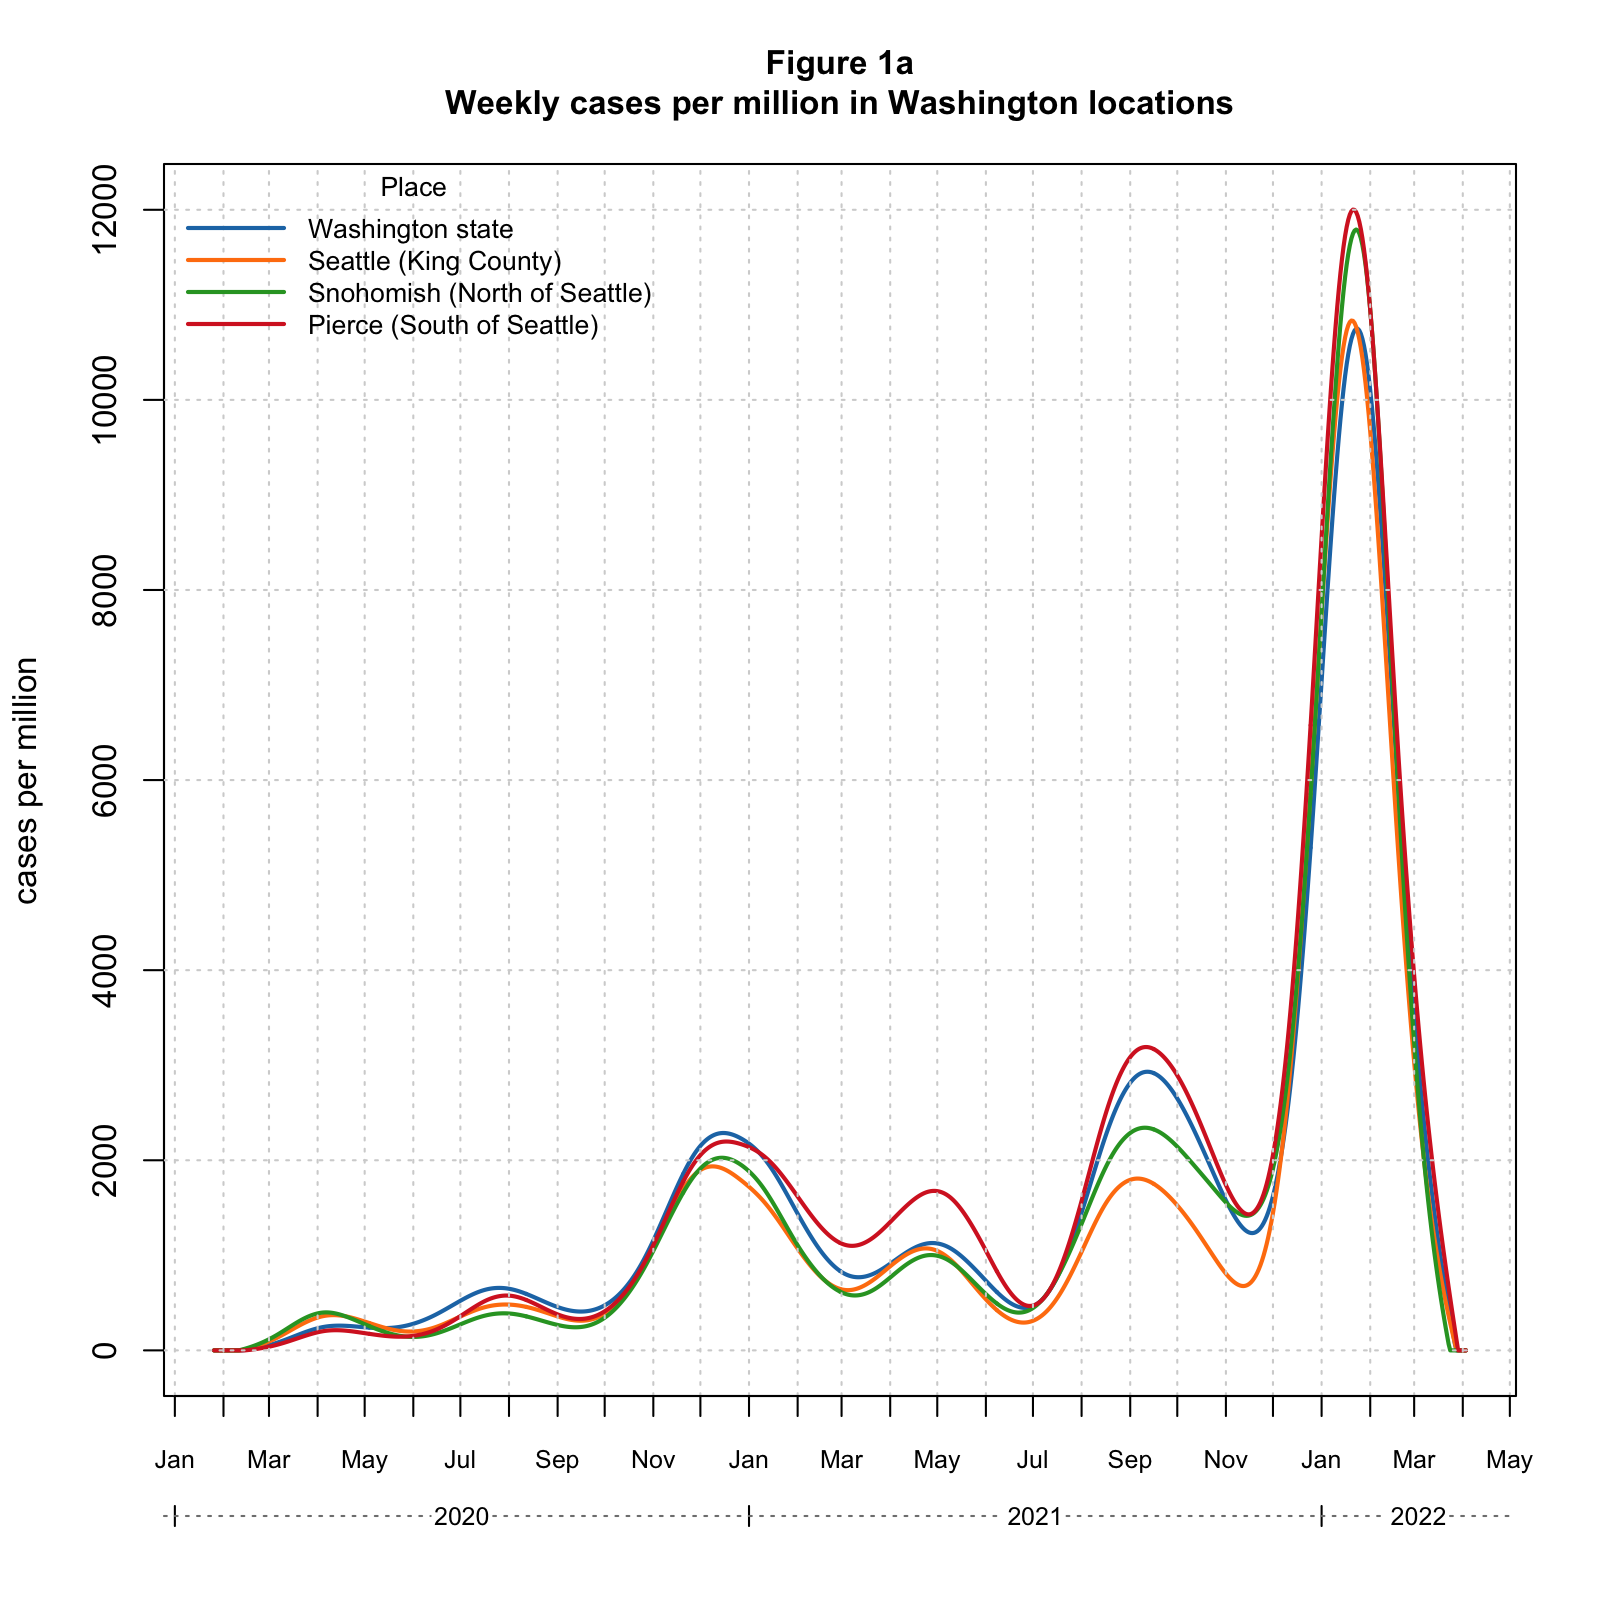 Figure 1a
Weekly cases per million in Washington locations
Place
Washington state
Seattle (King County)
Snohomish (North of Seattle)
Pierce (South of Seattle)
cases per million
12000
10000
8000
6000
4000
2000
0
Jan Mar May Jul Sep Nov Jan Mar May Jul Sep Nov Jan Mar May
2020 2021 2022